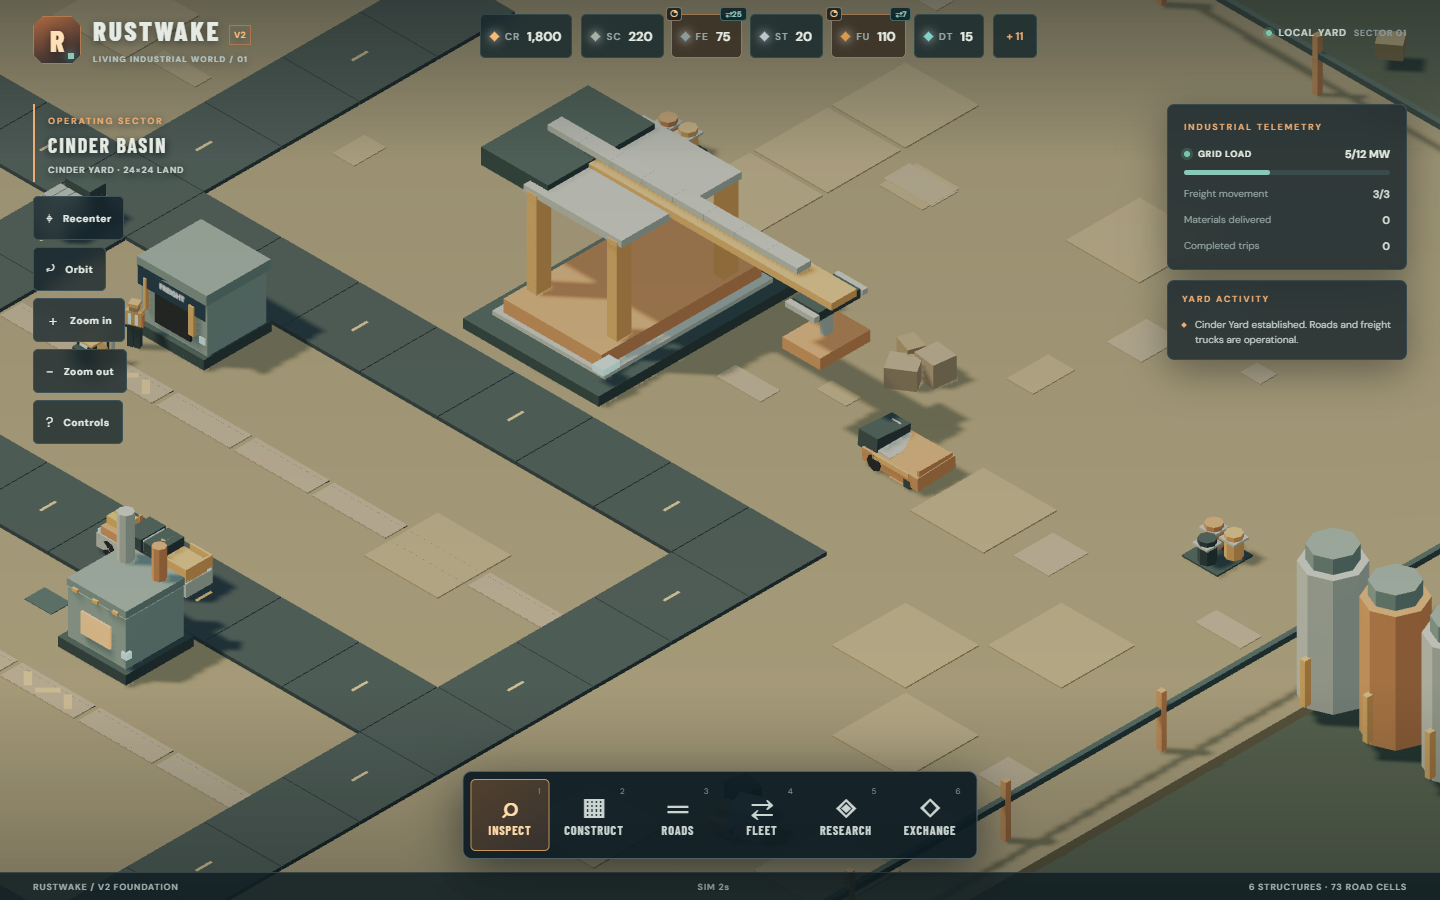 R RUSTWAKE V2
LIVING INDUSTRIAL WORLD / 01
CR 1,800
SC 220
FE 75
⇄25
ST 20
FU 110
⇄7
DT 15
+ 11
LOCAL YARD SECTOR 01
OPERATING SECTOR
CINDER BASIN
CINDER YARD · 24×24 LAND
Recenter
Orbit
+ Zoom in
− Zoom out
? Controls
FREIGHT
INDUSTRIAL TELEMETRY
GRID LOAD 5/12 MW
Freight movement 3/3
Materials delivered 0
Completed trips 0
YARD ACTIVITY
Cinder Yard established. Roads and freight
trucks are operational.
1 INSPECT
2 CONSTRUCT
3 ROADS
4 FLEET
5 RESEARCH
6 EXCHANGE
RUSTWAKE / V2 FOUNDATION
SIM 2s
6 STRUCTURES · 73 ROAD CELLS